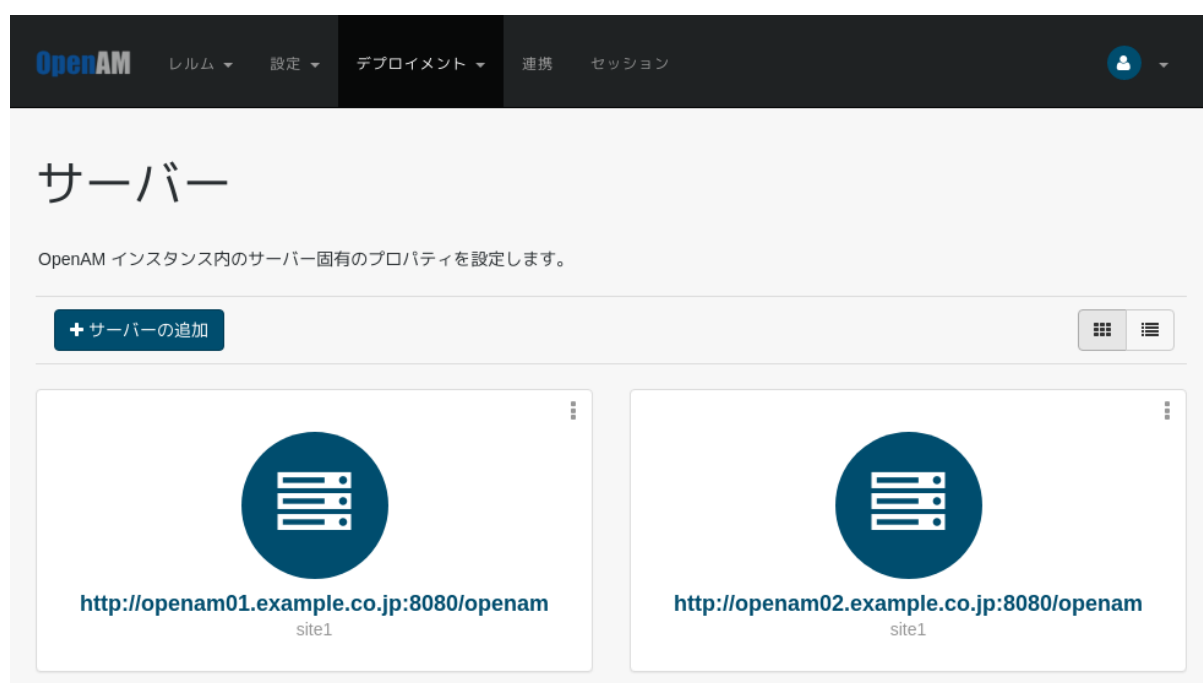 OpenAM レルム 設定 デプロイメント 連携 セッション
サーバー
OpenAM インスタンス内のサーバー固有のプロパティを設定します。
サーバーの追加
http://openam01.example.co.jp:8080/openam
site1
http://openam02.example.co.jp:8080/openam
site1